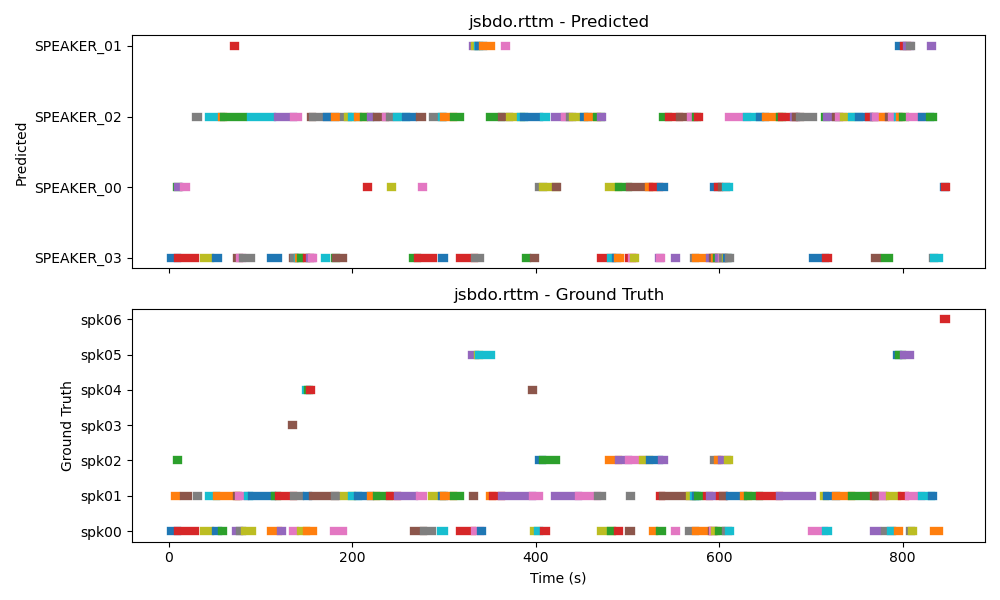 jsbdo.rttm - Predicted
Predicted
SPEAKER_01
SPEAKER_02
SPEAKER_00
SPEAKER_03
jsbdo.rttm - Ground Truth
Ground Truth
spk06
spk05
spk04
spk03
spk02
spk01
spk00
0 200 400 600 800
Time (s)